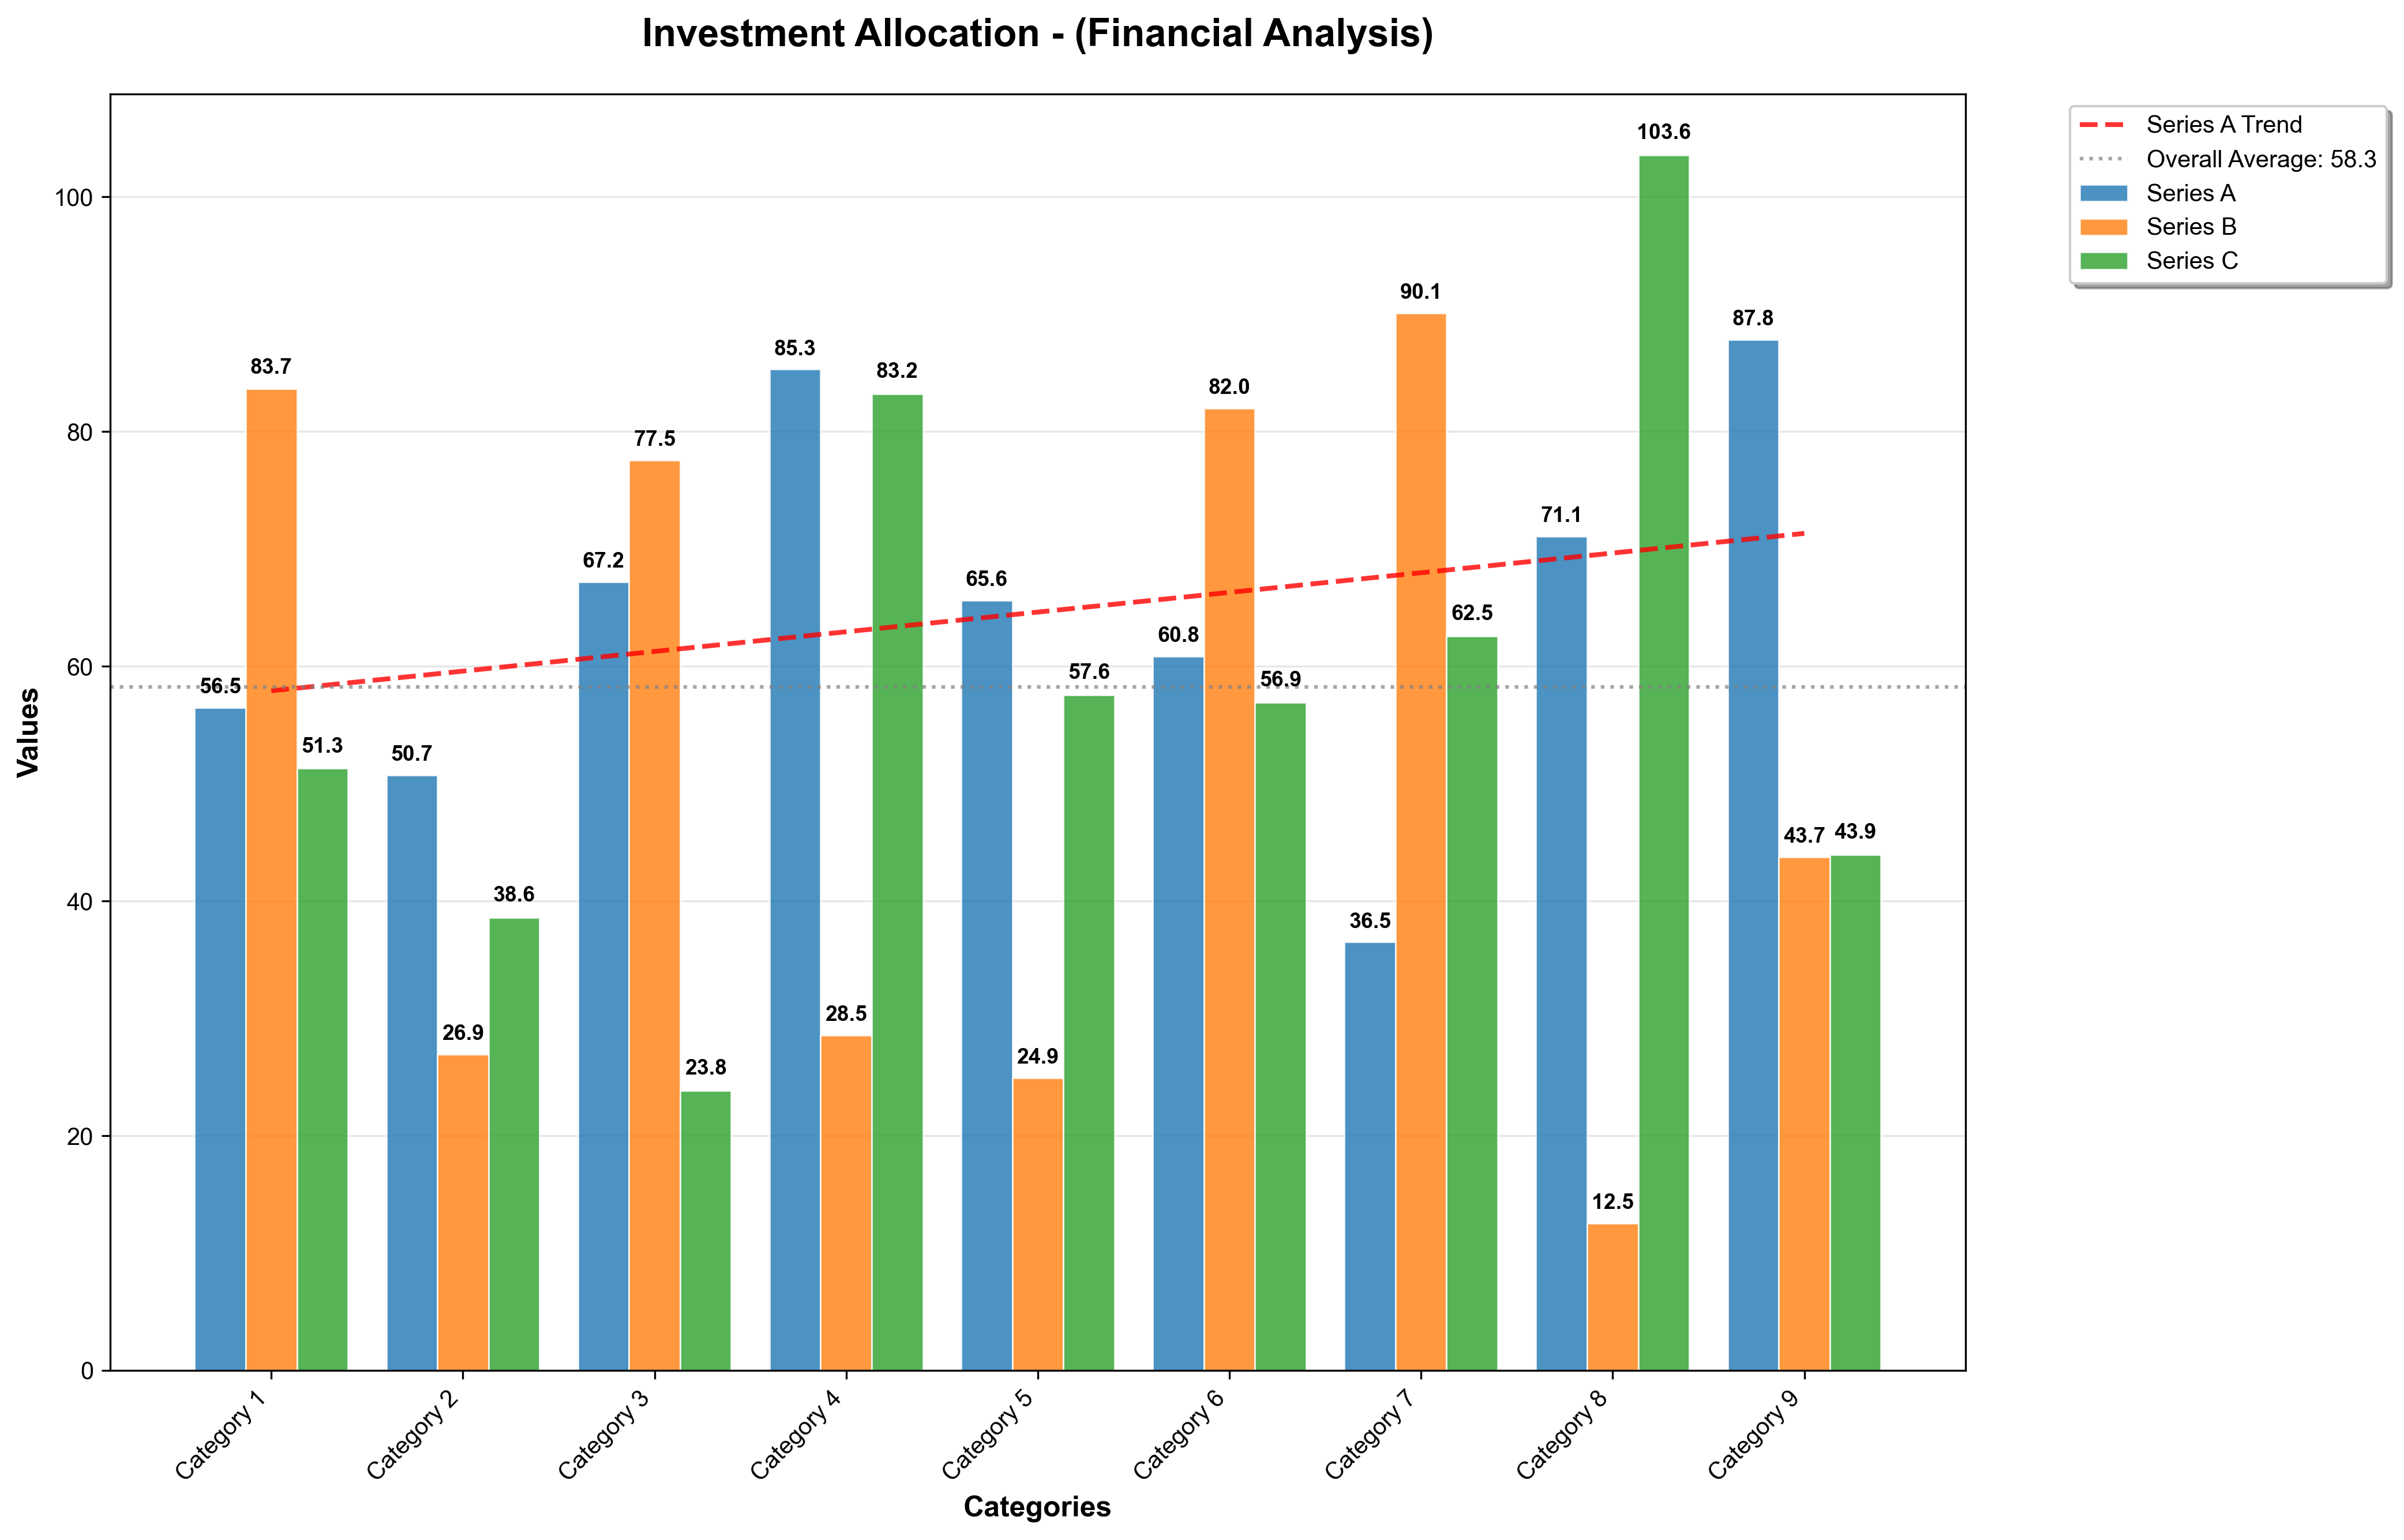 Investment Allocation - (Financial Analysis)
Series A Trend
Overall Average: 58.3
Series A
Series B
Series C
Values
100
80
60
40
20
0
56.5
83.7
51.3
50.7
26.9
38.6
67.2
77.5
23.8
85.3
28.5
83.2
65.6
24.9
57.6
60.8
82.0
56.9
36.5
90.1
62.5
71.1
12.5
103.6
87.8
43.7
43.9
Category 1
Category 2
Category 3
Category 4
Category 5
Category 6
Category 7
Category 8
Category 9
Categories